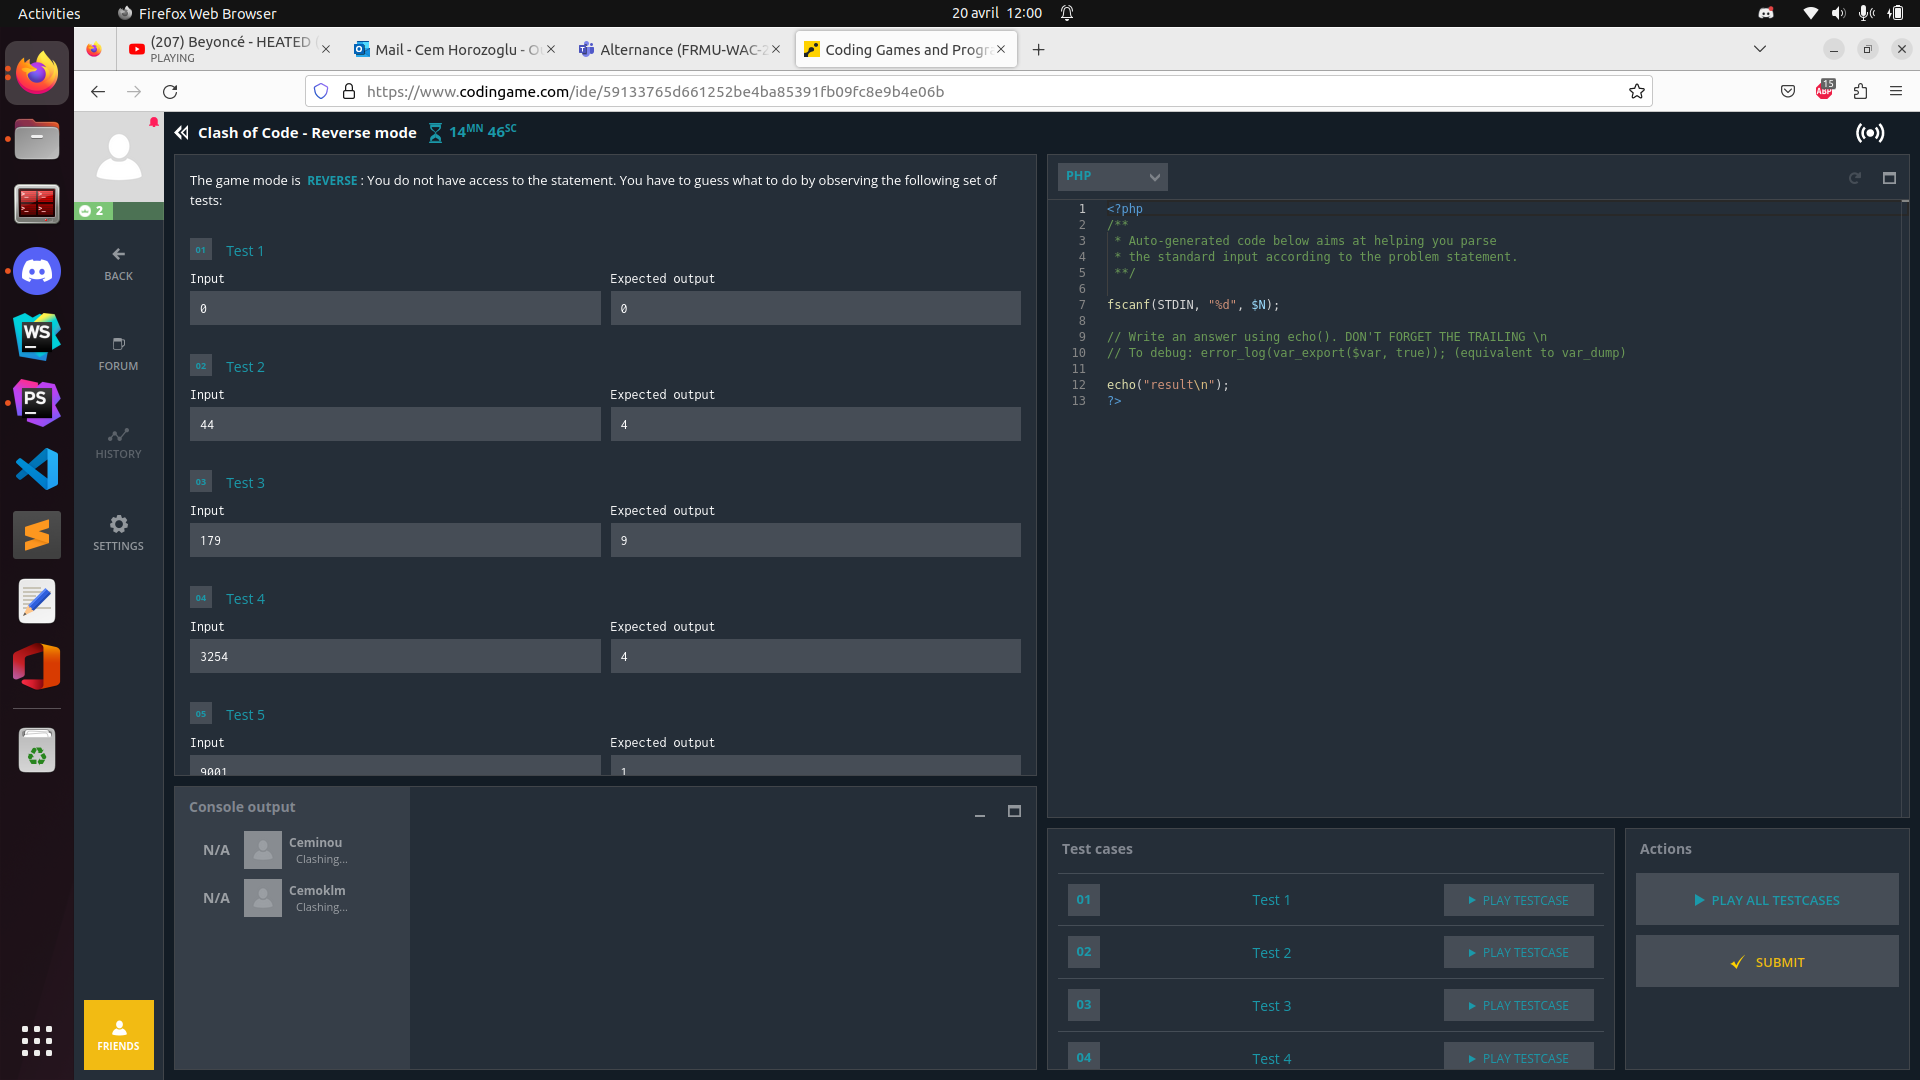 Activities
Firefox Web Browser
20 avril 12:00
(207) Beyoncé - HEATED (
PLAYING
Mail - Cem Horozoglu - O
Alternance (FRMU-WAC-2
Coding Games and Progra
https://www.codingame.com/ide/59133765d661252be4ba85391fb09fc8e9b4e06b
15
ABP
2
BACK
FORUM
HISTORY
SETTINGS
FRIENDS
WS
PS
Clash of Code - Reverse mode
14MN 46SC
The game mode is REVERSE : You do not have access to the statement. You have to guess what to do by observing the following set of
tests:
01 Test 1
Input Expected output
0 0
02 Test 2
Input Expected output
44 4
03 Test 3
Input Expected output
179 9
04 Test 4
Input Expected output
3254 4
05 Test 5
Input Expected output
9001 1
PHP
1 <?php
2 /**
3  * Auto-generated code below aims at helping you parse
4  * the standard input according to the problem statement.
5  **/
6
7 fscanf(STDIN, "%d", $N);
8
9 // Write an answer using echo(). DON'T FORGET THE TRAILING \n
10 // To debug: error_log(var_export($var, true)); (equivalent to var_dump)
11
12 echo("result\n");
13 ?>
Console output
N/A Ceminou
Clashing...
N/A Cemoklm
Clashing...
Test cases
01 Test 1 PLAY TESTCASE
02 Test 2 PLAY TESTCASE
03 Test 3 PLAY TESTCASE
04 Test 4 PLAY TESTCASE
Actions
PLAY ALL TESTCASES
SUBMIT